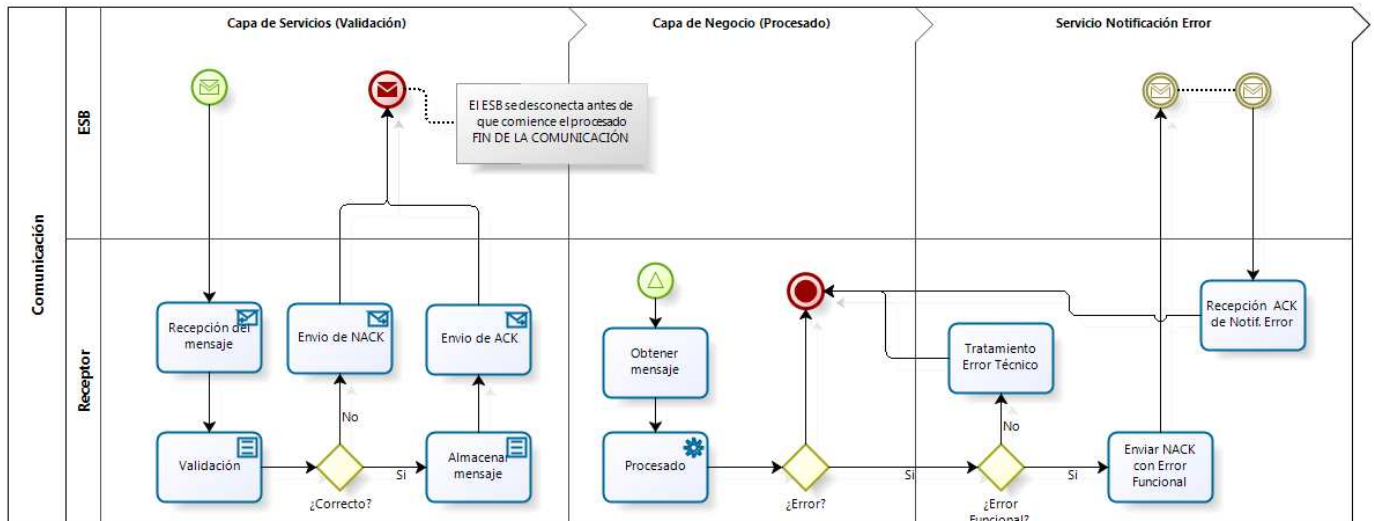 Capa de Servicios (Validación)
Capa de Negocio (Procesado)
Servicio Notificación Error
Comunicación
ESB
El ESB se desconecta antes de
que comience el procesado
FIN DE LA COMUNICACIÓN
Receptor
Recepción del
mensaje
Envio de NACK
Envio de ACK
Validación
No
¿Correcto?
Si
Almacenar
mensaje
Obtener
mensaje
Procesado
¿Error?
Si
Tratamiento
Error Técnico
No
¿Error
Funcional?
Si
Recepción ACK
de Notif. Error
Enviar NACK
con Error
Funcional